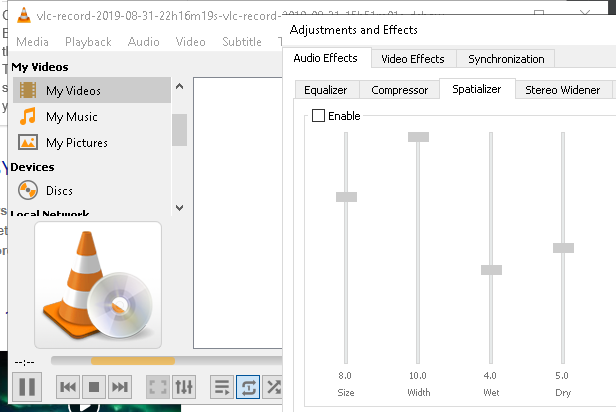 vlc-record-2019-08-31-22h16m19s-vlc-record-2019-08-31-15h51
Adjustments and Effects
Media Playback Audio Video Subtitle T
Audio Effects Video Effects Synchronization
My Videos
My Videos
My Music
My Pictures
Devices
Discs
Local Network
Equalizer Compressor Spatializer Stereo Widener
Enable
8.0 10.0 4.0 5.0
Size Width Wet Dry
--:--